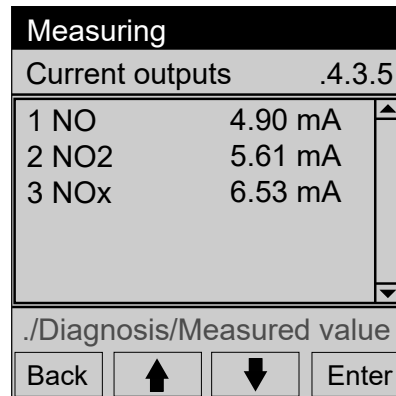 Measuring
Current outputs .4.3.5
1 NO 4.90 mA
2 NO2 5.61 mA
3 NOx 6.53 mA
./Diagnosis/Measured value
Back Enter